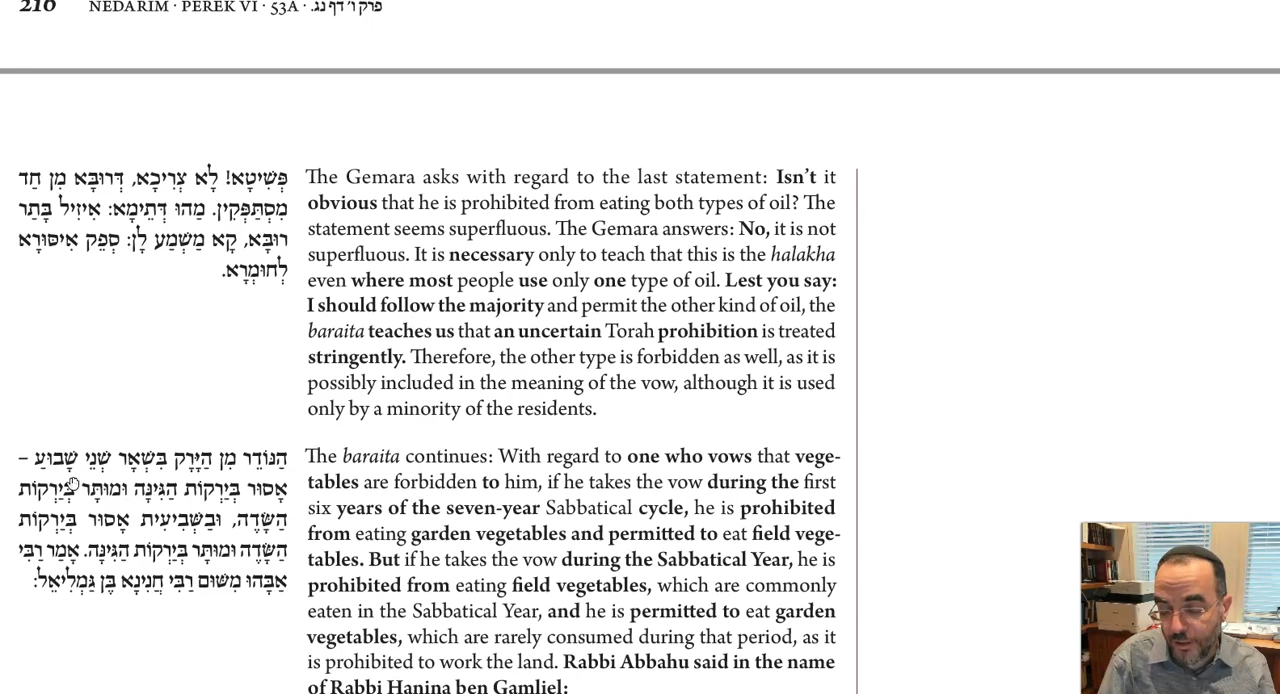 216 NEDARIM · PEREK VI · 53A · פרק ו׳ דף נג.
פְּשִׁיטָא! לָא צְרִיכָא, דְּרוּבָּא מִן חַד
מִסְתַּפְּקִין. מַהוּ דְּתֵימָא: אִיזִיל בָּתַר
רוּבָּא, קָא מַשְׁמַע לָן: סְפֵק אִיסּוּרָא
לְחוּמְרָא.
The Gemara asks with regard to the last statement: Isn't it
obvious that he is prohibited from eating both types of oil? The
statement seems superfluous. The Gemara answers: No, it is not
superfluous. It is necessary only to teach that this is the halakha
even where most people use only one type of oil. Lest you say:
I should follow the majority and permit the other kind of oil, the
baraita teaches us that an uncertain Torah prohibition is treated
stringently. Therefore, the other type is forbidden as well, as it is
possibly included in the meaning of the vow, although it is used
only by a minority of the residents.
הַנּוֹדֵר מִן הַיָּרָק בִּשְׁאָר שְׁנֵי שָׁבוּעַ –
אָסוּר בְּיַרְקוֹת הַגִּינָּה וּמוּתָּר בְּיַרְקוֹת
הַשָּׂדֶה, וּבַשְּׁבִיעִית אָסוּר בְּיַרְקוֹת
הַשָּׂדֶה וּמוּתָּר בְּיַרְקוֹת הַגִּינָּה. אָמַר רַבִּי
אַבָּהוּ מִשּׁוּם רַבִּי חֲנִינָא בֶּן גַּמְלִיאֵל:
The baraita continues: With regard to one who vows that vege-
tables are forbidden to him, if he takes the vow during the first
six years of the seven-year Sabbatical cycle, he is prohibited
from eating garden vegetables and permitted to eat field vege-
tables. But if he takes the vow during the Sabbatical Year, he is
prohibited from eating field vegetables, which are commonly
eaten in the Sabbatical Year, and he is permitted to eat garden
vegetables, which are rarely consumed during that period, as it
is prohibited to work the land. Rabbi Abbahu said in the name
of Rabbi Ḥanina ben Gamliel: